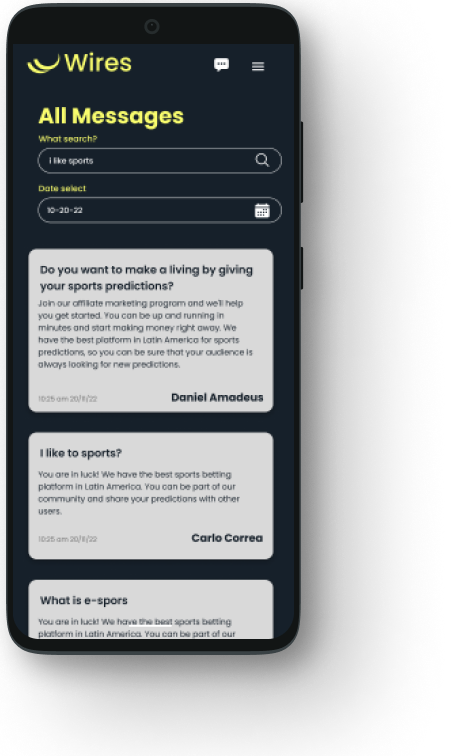 Wires
All Messages
What search?
i like sports
Date select
10-20-22
Do you want to make a living by giving
your sports predictions?
Join our affiliate marketing program and we'll help
you get started. You can be up and running in
minutes and start making money right away. We
have the best platform in Latin America for sports
predictions, so you can be sure that your audience is
always looking for new predictions.
10:25 am 20/11/22 Daniel Amadeus
I like to sports?
You are in luck! We have the best sports betting
platform in Latin America. You can be part of our
community and share your predictions with other
users.
10:25 am 20/11/22 Carlo Correa
What is e-spors
You are in luck! We have the best sports betting
platform in Latin America. You can be part of our